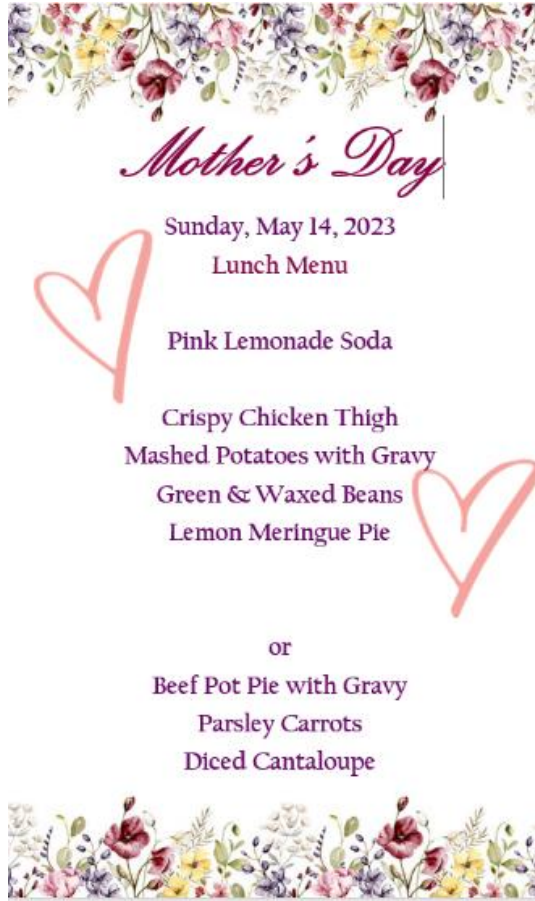 Mother's Day
Sunday, May 14, 2023
Lunch Menu
Pink Lemonade Soda
Crispy Chicken Thigh
Mashed Potatoes with Gravy
Green & Waxed Beans
Lemon Meringue Pie
or
Beef Pot Pie with Gravy
Parsley Carrots
Diced Cantaloupe